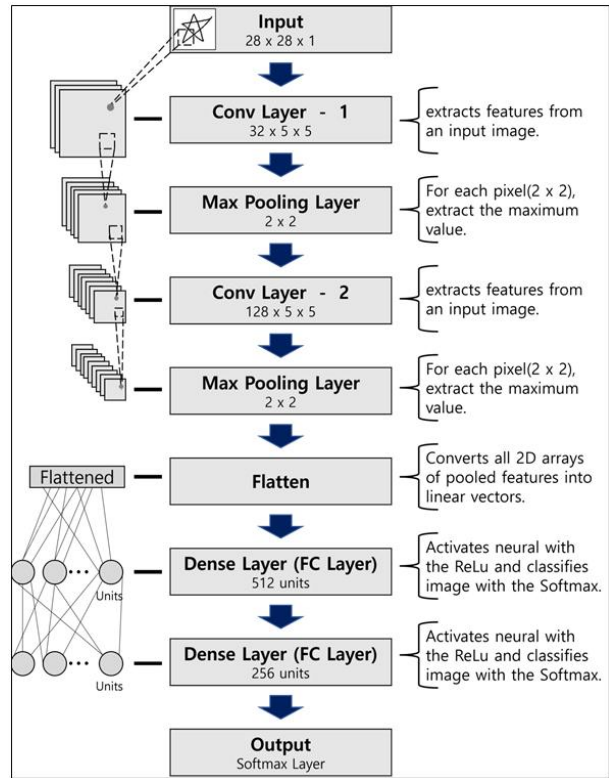 Input
28 x 28 x 1
Conv Layer - 1
32 x 5 x 5
extracts features from
an input image.
Max Pooling Layer
2 x 2
For each pixel(2 x 2),
extract the maximum
value.
Conv Layer - 2
128 x 5 x 5
extracts features from
an input image.
Max Pooling Layer
2 x 2
For each pixel(2 x 2),
extract the maximum
value.
Flattened
Flatten
Converts all 2D arrays
of pooled features into
linear vectors.
Units
Dense Layer (FC Layer)
512 units
Activates neural with
the ReLu and classifies
image with the Softmax.
Units
Dense Layer (FC Layer)
256 units
Activates neural with
the ReLu and classifies
image with the Softmax.
Output
Softmax Layer